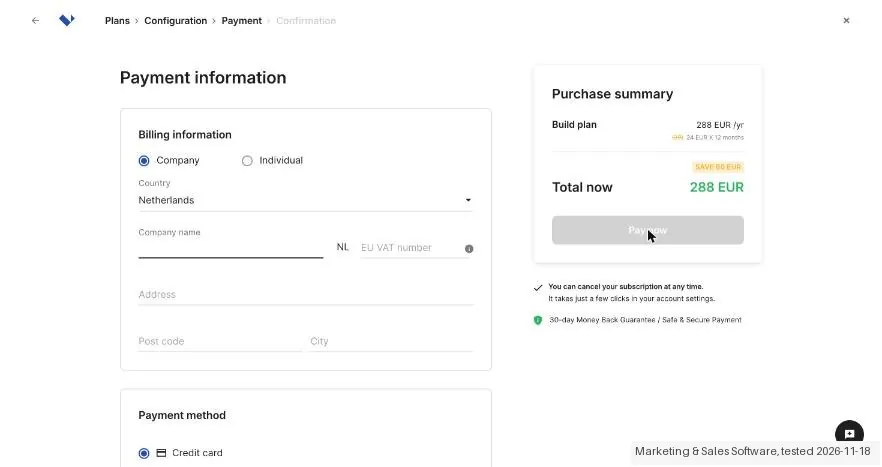 Plans > Configuration > Payment > Confirmation
Payment information
Billing information
Company Individual
Country
Netherlands
Company name
NL EU VAT number
Address
Post code City
Payment method
Credit card
Purchase summary
Build plan 288 EUR /yr
24 EUR X 12 months
SAVE 60 EUR
Total now 288 EUR
Pay now
You can cancel your subscription at any time.
It takes just a few clicks in your account settings.
30-day Money Back Guarantee / Safe & Secure Payment
Marketing & Sales Software, tested 2026-11-18